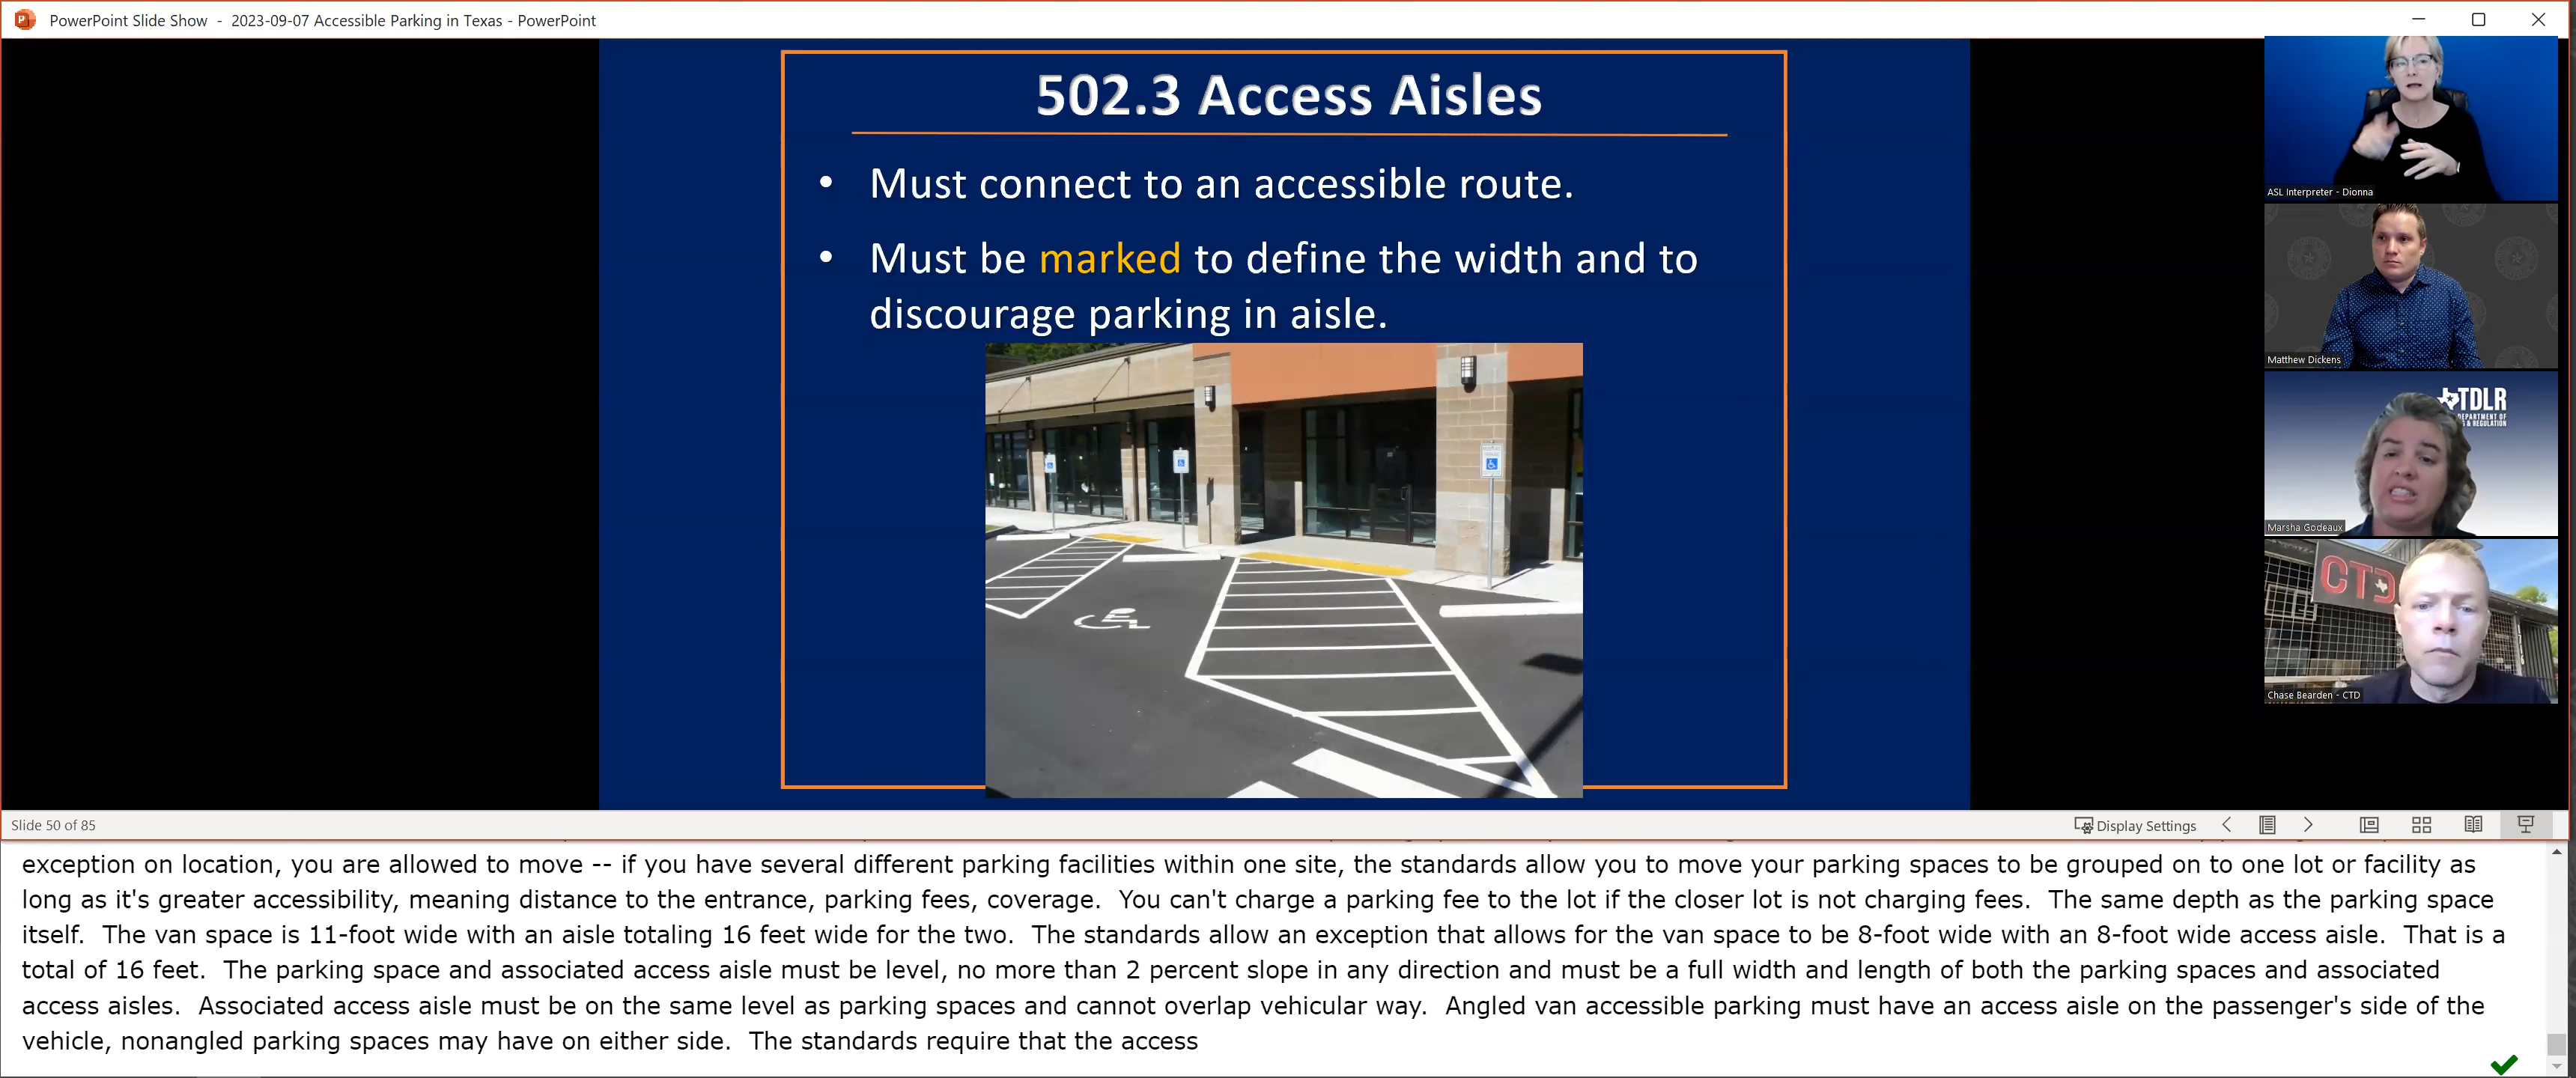 PowerPoint Slide Show - 2023-09-07 Accessible Parking in Texas - PowerPoint
502.3 Access Aisles
• Must connect to an accessible route.
• Must be marked to define the width and to
discourage parking in aisle.
ASL Interpreter - Dionna
Matthew Dickens
TDLR
& REGULATION
Marsha Godeaux
CTD
Chase Bearden - CTD
Slide 50 of 85
Display Settings
exception on location, you are allowed to move -- if you have several different parking facilities within one site, the standards allow you to move your parking spaces to be grouped on to one lot or facility as
long as it's greater accessibility, meaning distance to the entrance, parking fees, coverage.  You can't charge a parking fee to the lot if the closer lot is not charging fees.  The same depth as the parking space
itself.  The van space is 11-foot wide with an aisle totaling 16 feet wide for the two.  The standards allow an exception that allows for the van space to be 8-foot wide with an 8-foot wide access aisle.  That is a
total of 16 feet.  The parking space and associated access aisle must be level, no more than 2 percent slope in any direction and must be a full width and length of both the parking spaces and associated
access aisles.  Associated access aisle must be on the same level as parking spaces and cannot overlap vehicular way.  Angled van accessible parking must have an access aisle on the passenger's side of the
vehicle, nonangled parking spaces may have on either side.  The standards require that the access